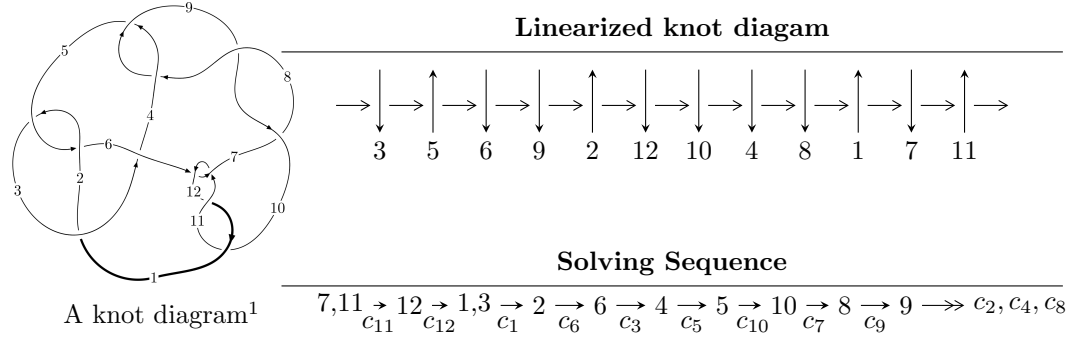 9
5
8
4
6
7
2
12
3
11
10
1
A knot diagram¹
Linearized knot diagam
3 5 6 9 2 12 10 4 8 1 7 11
Solving Sequence
7,11 → 12 → 1,3 → 2 → 6 → 4 → 5 → 10 → 8 → 9 ↠ c₂, c₄, c₈
c₁₁ c₁₂ c₁ c₆ c₃ c₅ c₁₀ c₇ c₉